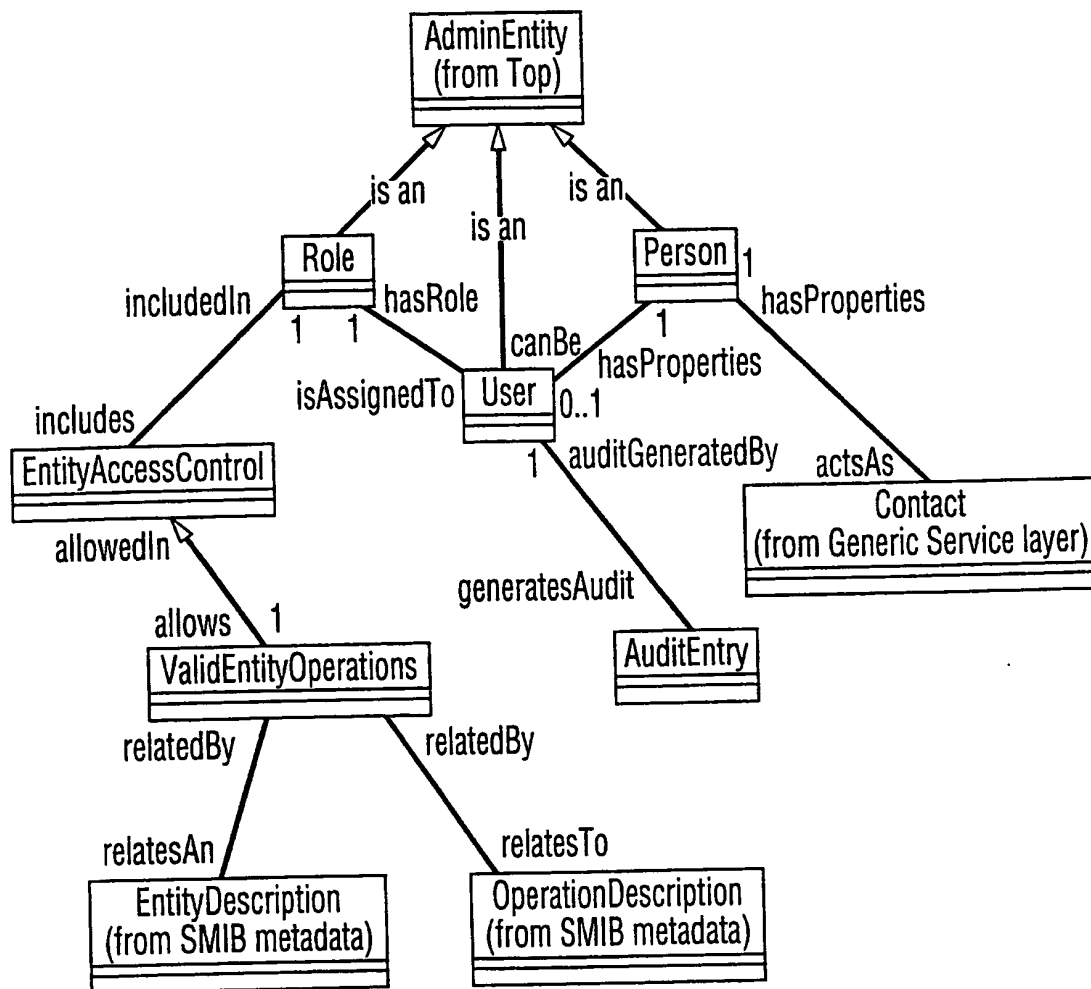 AdminEntity
(from Top)
is an
is an
is an
Role
Person
1
includedIn
hasRole
hasProperties
1
1
1
canBe
hasProperties
isAssignedTo
User
0..1
includes
1
auditGeneratedBy
EntityAccessControl
actsAs
Contact
(from Generic Service layer)
allowedIn
generatesAudit
allows
1
ValidEntityOperations
AuditEntry
relatedBy
relatedBy
relatesAn
relatesTo
EntityDescription
(from SMIB metadata)
OperationDescription
(from SMIB metadata)